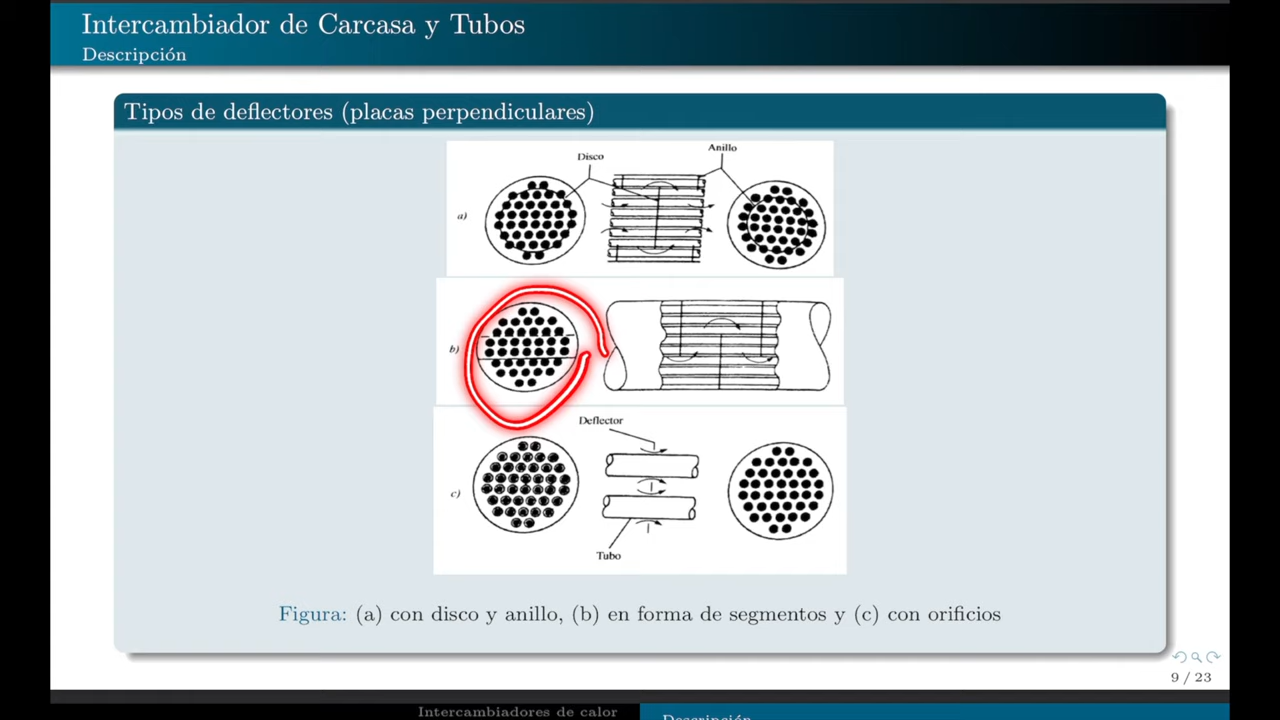 Intercambiador de Carcasa y Tubos
Descripción
Tipos de deflectores (placas perpendiculares)
Disco
Anillo
a)
b)
Deflector
c)
Tubo
Figura: (a) con disco y anillo, (b) en forma de segmentos y (c) con orificios
9 / 23
Intercambiadores de calor
Descripción